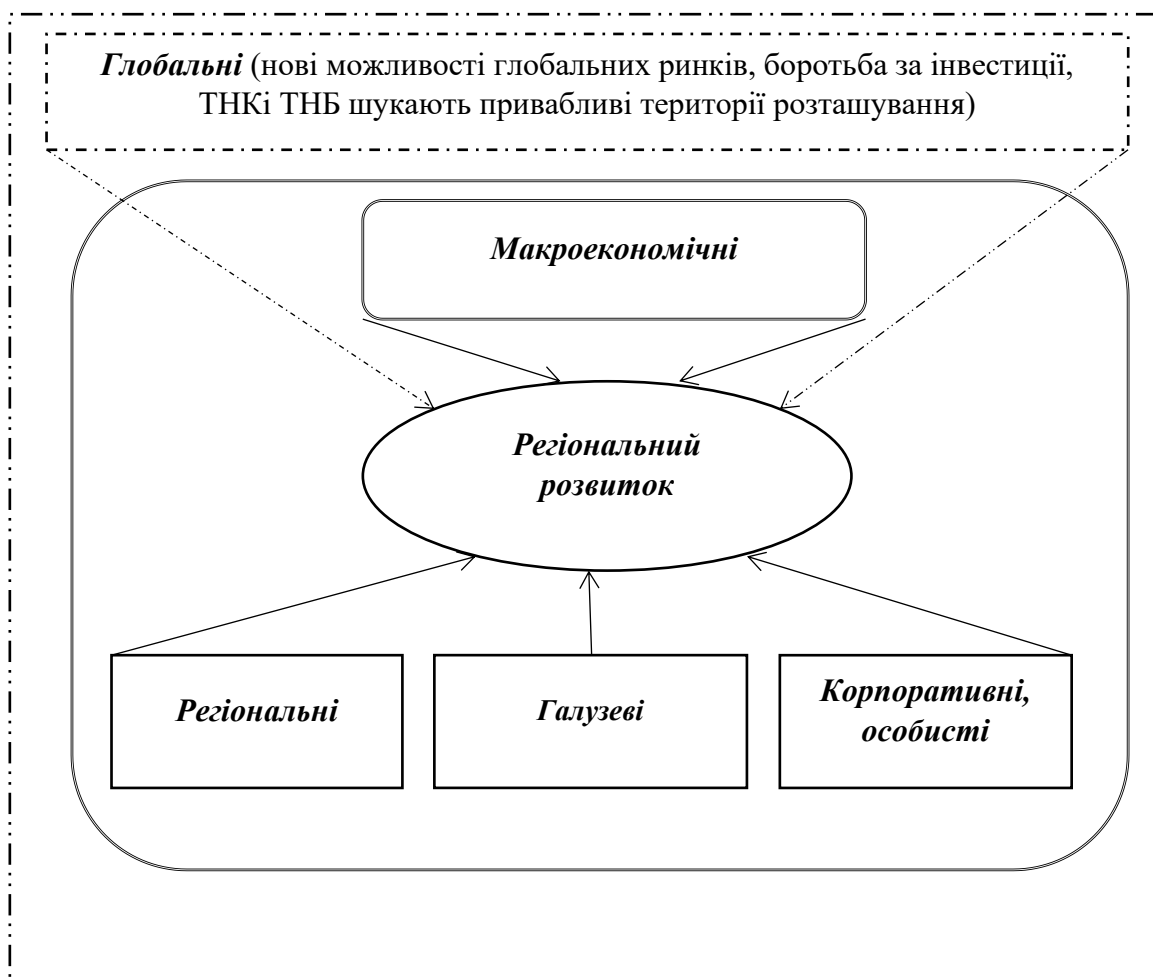 Глобальні (нові можливості глобальних ринків, боротьба за інвестиції,
ТНКі ТНБ шукають привабливі території розташування)
Макроекономічні
Регіональний
розвиток
Регіональні
Галузеві
Корпоративні,
особисті